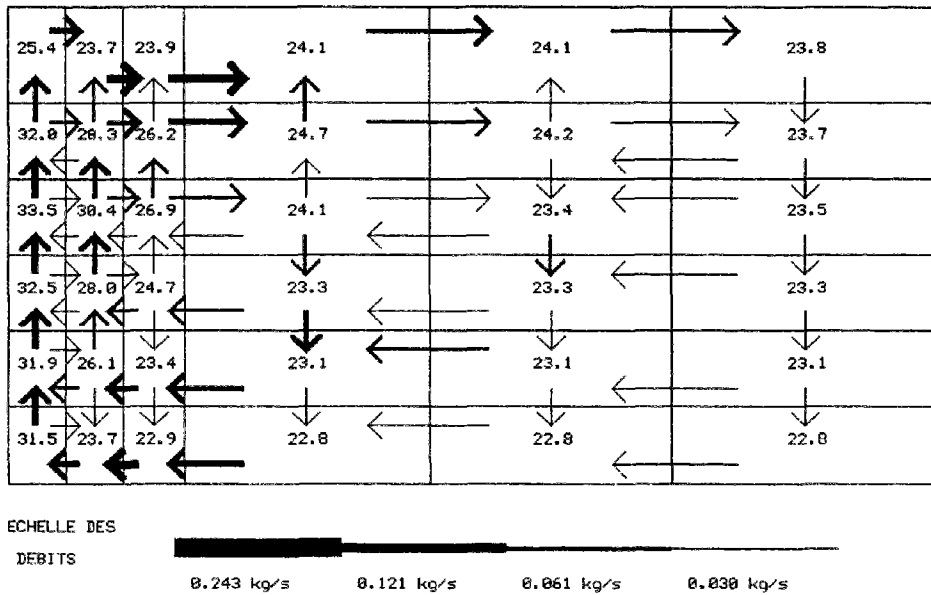 25.4 23.7 23.9 24.1 24.1 23.8
32.0 28.3 26.2 24.7 24.2 23.7
33.5 30.4 26.9 24.1 23.4 23.5
32.5 28.0 24.7 23.3 23.3 23.3
31.9 26.1 23.4 23.1 23.1 23.1
31.5 23.7 22.9 22.8 22.8 22.8
ECHELLE DES
DEBITS
0.243 kg/s 0.121 kg/s 0.061 kg/s 0.030 kg/s